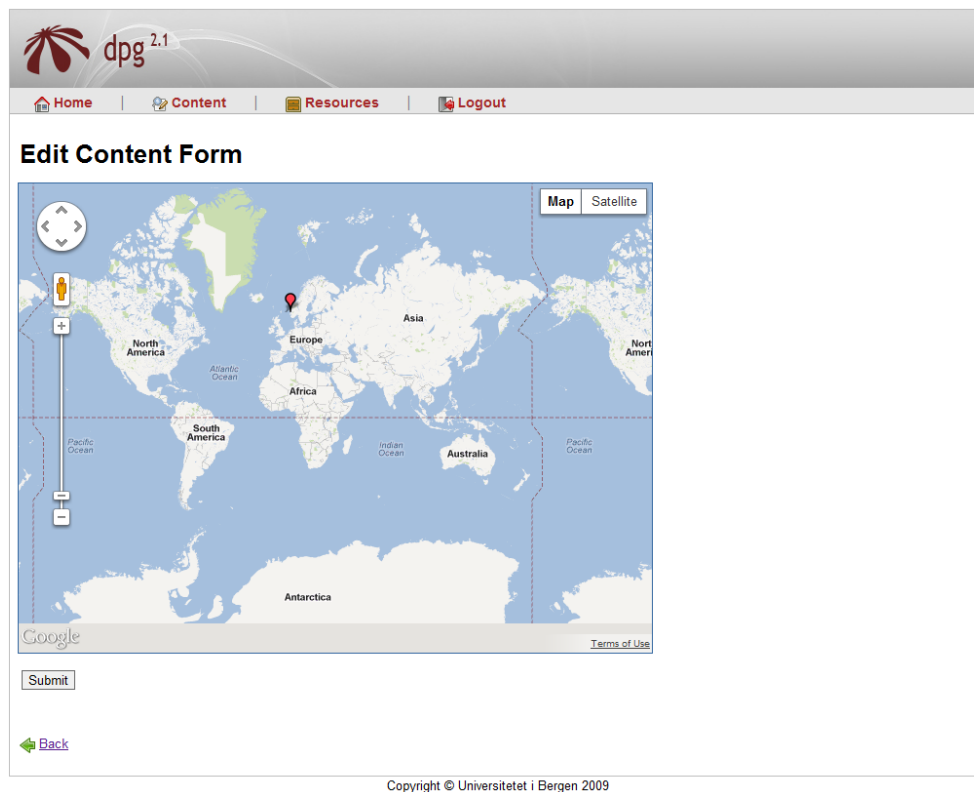 dpg 2.1
Home | Content | Resources | Logout
Edit Content Form
Map Satellite
Asia
North
America
Nort
Ameri
Europe
Atlantic
Ocean
Africa
South
America
Pacific
Ocean
Indian
Ocean
Australia
Pacific
Ocean
Antarctica
Google
Terms of Use
Submit
Back
Copyright © Universitetet i Bergen 2009